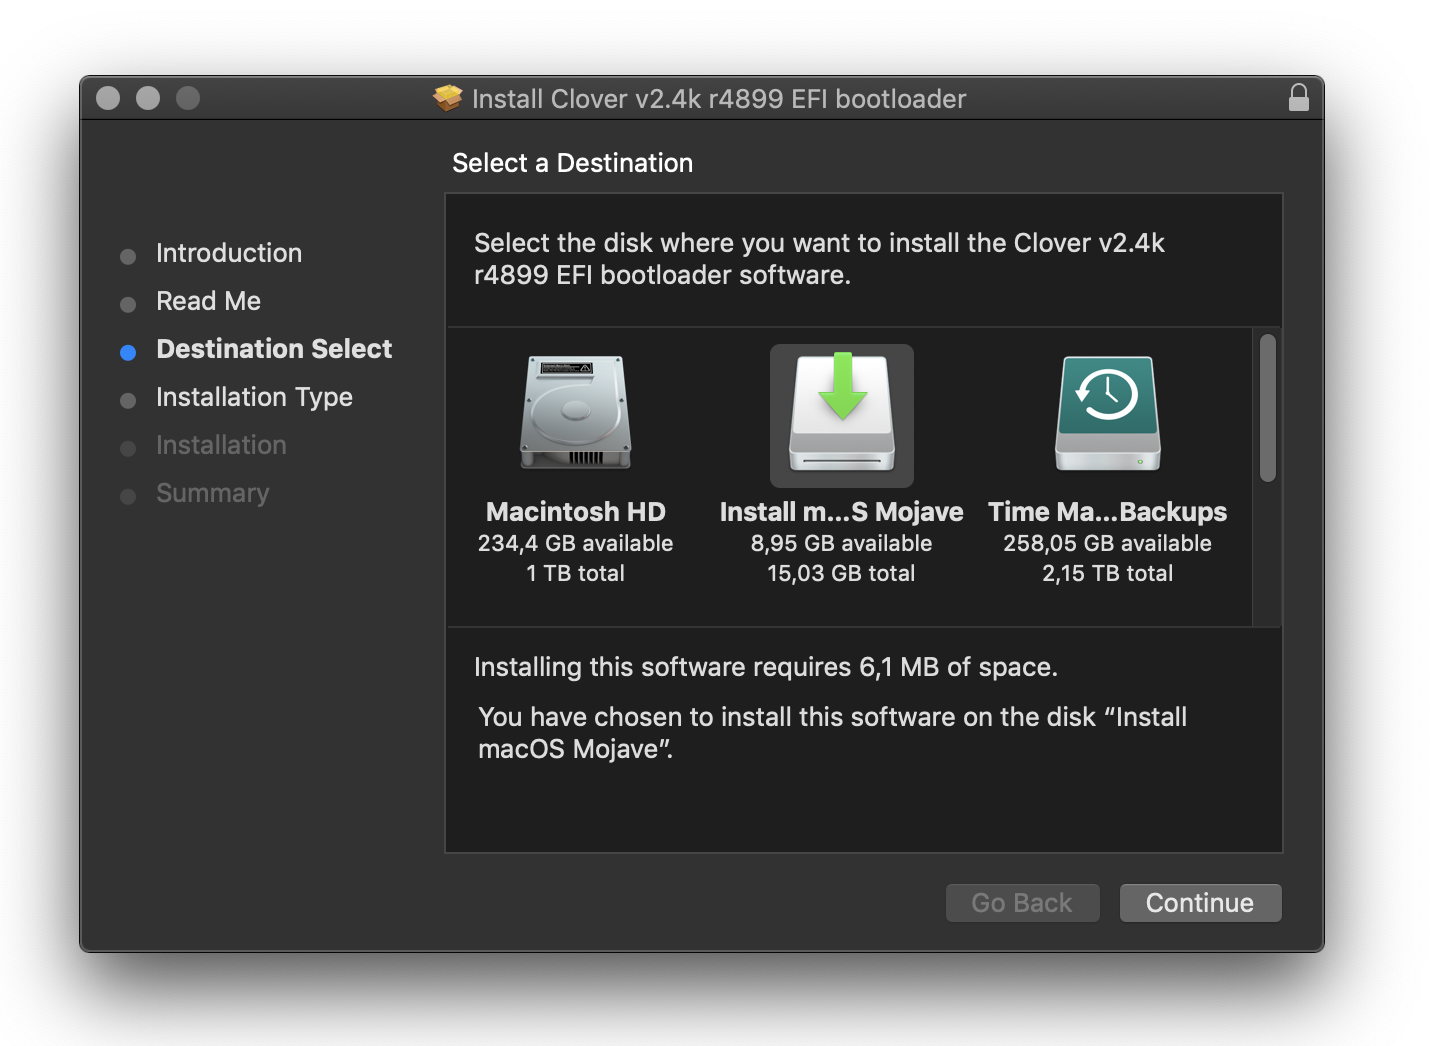 Install Clover v2.4k r4899 EFI bootloader
Select a Destination
Introduction
Read Me
Destination Select
Installation Type
Installation
Summary
Select the disk where you want to install the Clover v2.4k
r4899 EFI bootloader software.
Macintosh HD
234,4 GB available
1 TB total
Install m...S Mojave
8,95 GB available
15,03 GB total
Time Ma...Backups
258,05 GB available
2,15 TB total
Installing this software requires 6,1 MB of space.
You have chosen to install this software on the disk “Install
macOS Mojave”.
Go Back
Continue